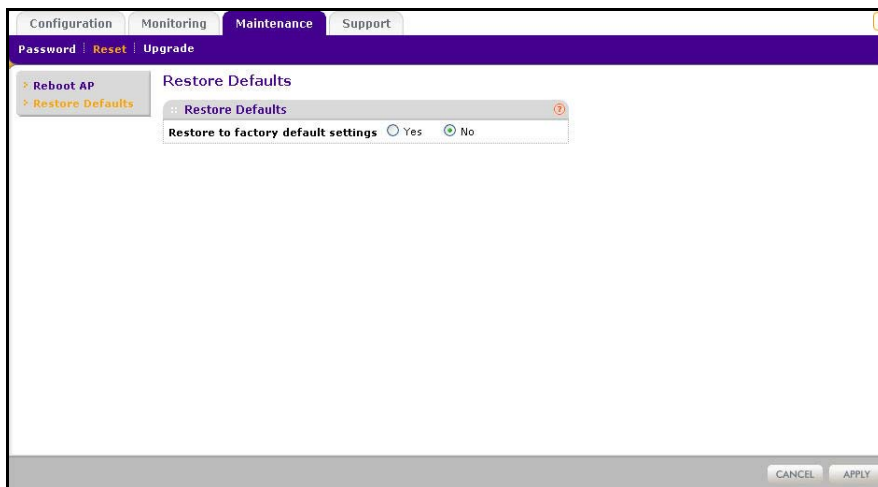 Configuration Monitoring Maintenance Support
Password Reset Upgrade
Reboot AP
Restore Defaults
Restore Defaults
Restore Defaults ?
Restore to factory default settings Yes No
CANCEL APPLY